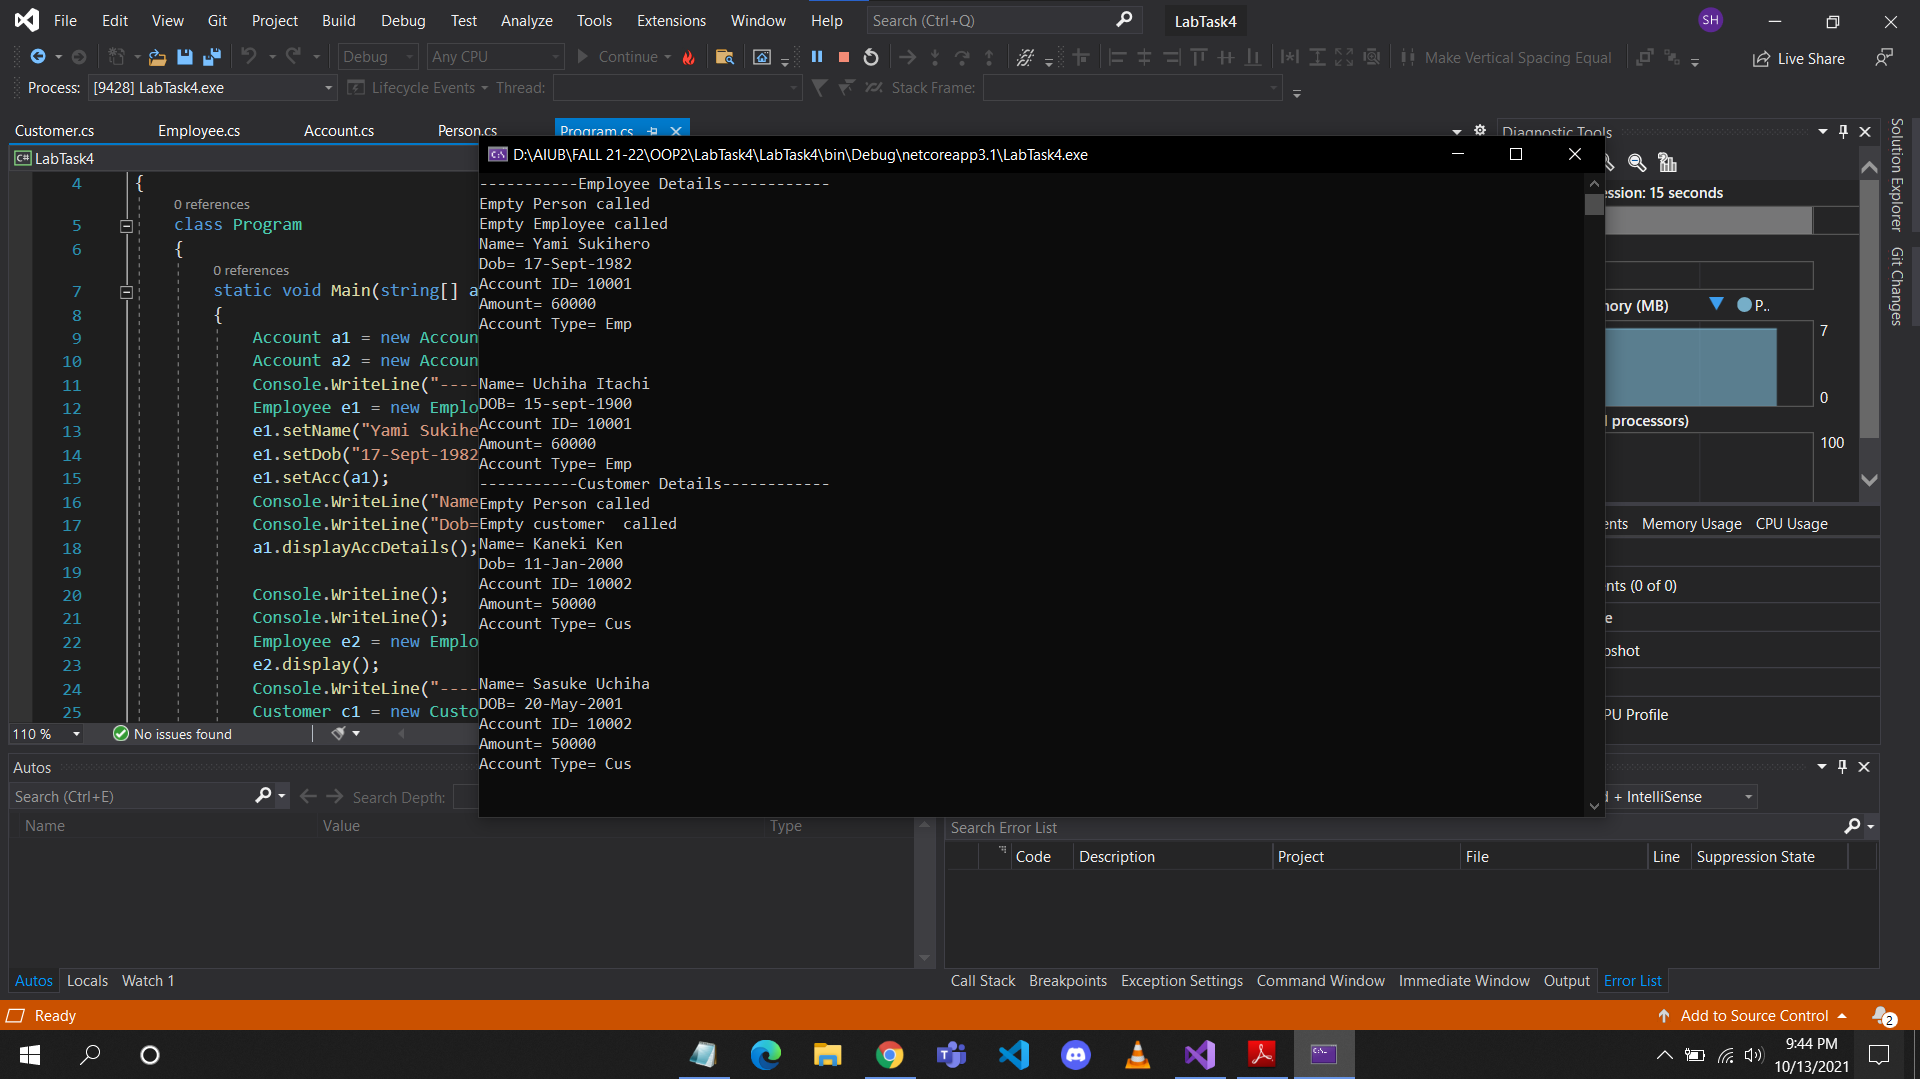 File Edit View Git Project Build Debug Test Analyze Tools Extensions Window Help Search (Ctrl+Q) LabTask4 SH
Debug Any CPU Continue Make Vertical Spacing Equal Live Share
Process: [9428] LabTask4.exe Lifecycle Events Thread: Stack Frame:
Customer.cs Employee.cs Account.cs Person.cs Program.cs Diagnostic Tools
C# LabTask4
4 {
0 references
5 class Program
6 {
0 references
7 static void Main(string[] a
8 {
9 Account a1 = new Accoun
10 Account a2 = new Accoun
11 Console.WriteLine("----
12 Employee e1 = new Emplo
13 e1.setName("Yami Sukihe
14 e1.setDob("17-Sept-1982
15 e1.setAcc(a1);
16 Console.WriteLine("Name
17 Console.WriteLine("Dob=
18 a1.displayAccDetails();
19
20 Console.WriteLine();
21 Console.WriteLine();
22 Employee e2 = new Emplo
23 e2.display();
24 Console.WriteLine("----
25 Customer c1 = new Custo
110 % No issues found
D:\AIUB\FALL 21-22\OOP2\LabTask4\LabTask4\bin\Debug\netcoreapp3.1\LabTask4.exe
-----------Employee Details------------
Empty Person called
Empty Employee called
Name= Yami Sukihero
Dob= 17-Sept-1982
Account ID= 10001
Amount= 60000
Account Type= Emp
Name= Uchiha Itachi
DOB= 15-sept-1900
Account ID= 10001
Amount= 60000
Account Type= Emp
-----------Customer Details------------
Empty Person called
Empty customer  called
Name= Kaneki Ken
Dob= 11-Jan-2000
Account ID= 10002
Amount= 50000
Account Type= Cus
Name= Sasuke Uchiha
DOB= 20-May-2001
Account ID= 10002
Amount= 50000
Account Type= Cus
ssion: 15 seconds
ory (MB) P..
7
0
l processors)
100
ents Memory Usage CPU Usage
nts (0 of 0)
e
pshot
PU Profile
Solution Explorer
Git Changes
Autos
Search (Ctrl+E) Search Depth:
Name Value Type
Autos Locals Watch 1
d + IntelliSense
Search Error List
Code Description Project File Line Suppression State
Call Stack Breakpoints Exception Settings Command Window Immediate Window Output Error List
Ready Add to Source Control 2
9:44 PM
10/13/2021